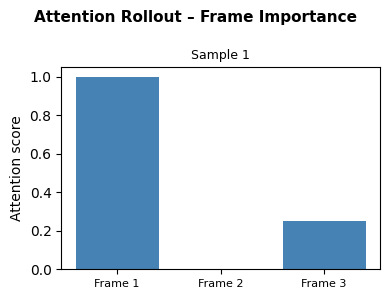 Attention Rollout – Frame Importance
Sample 1
Attention score
1.0
0.8
0.6
0.4
0.2
0.0
Frame 1
Frame 2
Frame 3